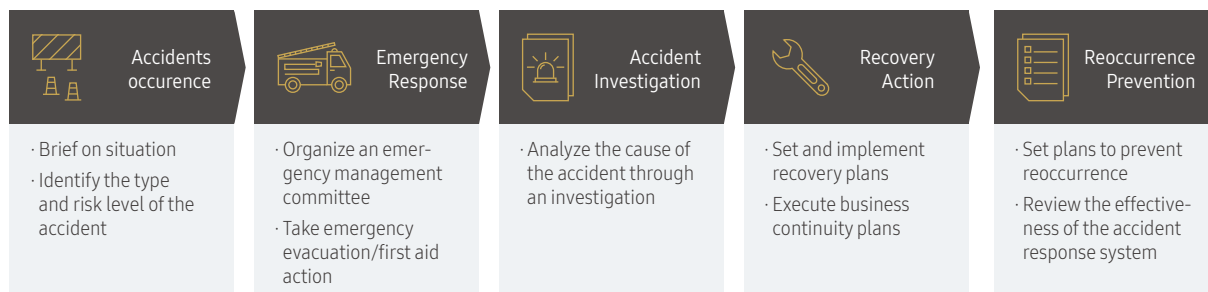 Accidents
occurence
· Brief on situation
· Identify the type
and risk level of the
accident
Emergency
Response
· Organize an emer-
gency management
committee
· Take emergency
evacuation/first aid
action
Accident
Investigation
· Analyze the cause of
the accident through
an investigation
Recovery
Action
· Set and implement
recovery plans
· Execute business
continuity plans
Reoccurrence
Prevention
· Set plans to prevent
reoccurrence
· Review the effective-
ness of the accident
response system